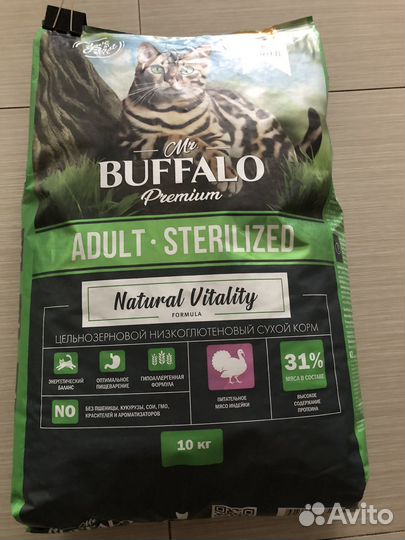 Mr
BUFFALO
Premium
ADULT · STERILIZED
Natural Vitality
FORMULA
ЦЕЛЬНОЗЕРНОВОЙ НИЗКОГЛЮТЕНОВЫЙ СУХОЙ КОРМ
ЭНЕРГЕТИЧЕСКИЙ
БАЛАНС
ОПТИМАЛЬНОЕ
ПИЩЕВАРЕНИЕ
ГИПОАЛЛЕРГЕННАЯ
ФОРМУЛА
ПИТАТЕЛЬНОЕ
МЯСО ИНДЕЙКИ
31%
МЯСА В СОСТАВЕ
ВЫСОКОЕ
СОДЕРЖАНИЕ
ПРОТЕИНА
NO
БЕЗ ПШЕНИЦЫ, КУКУРУЗЫ, СОИ, ГМО,
КРАСИТЕЛЕЙ И АРОМАТИЗАТОРОВ
10 КГ
Avito